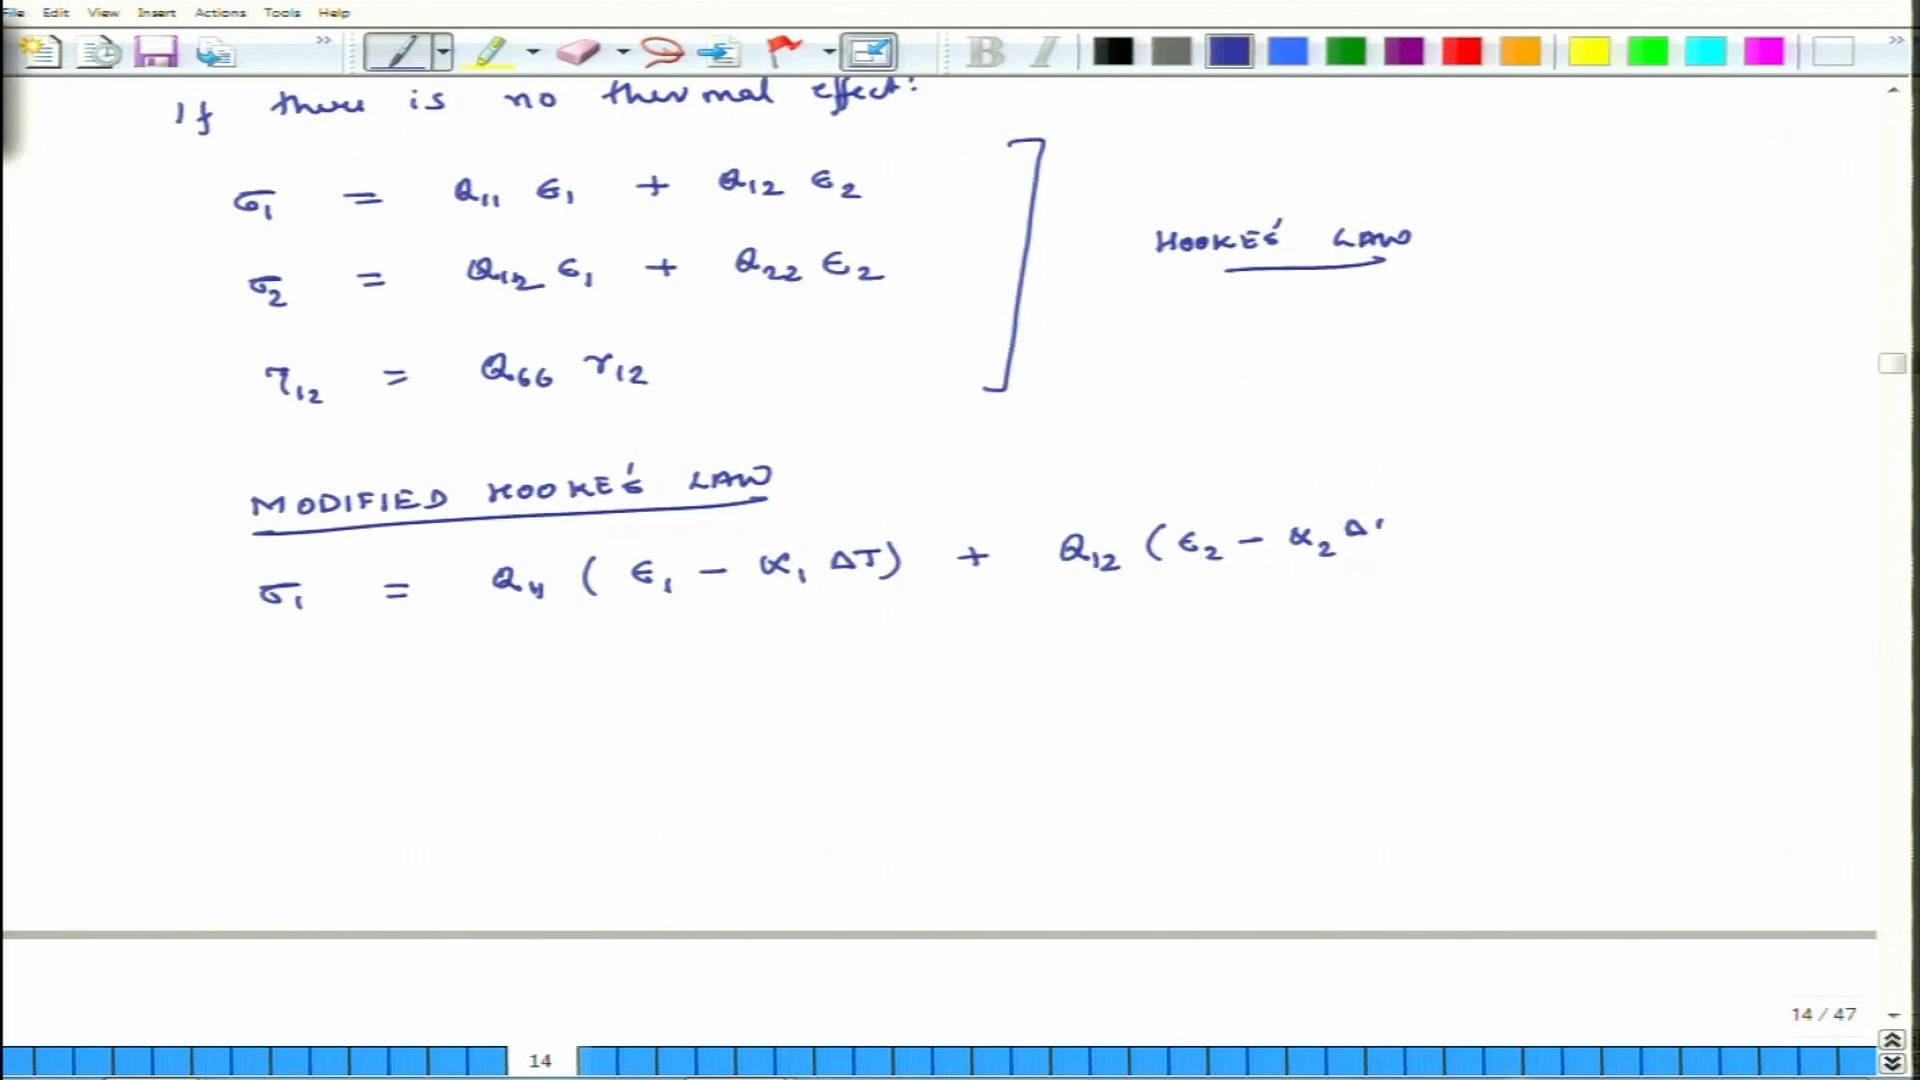 File Edit View Insert Actions Tools Help
B I
If there is no thermal effect:
σ1 = Q11 ε1 + Q12 ε2
σ2 = Q12 ε1 + Q22 ε2
HOOKE'S LAW
τ12 = Q66 γ12
MODIFIED HOOKE'S LAW
σ1 = Q11 ( ε1 - α1 ΔT) + Q12 (ε2 - α2 Δ
14 / 47
14